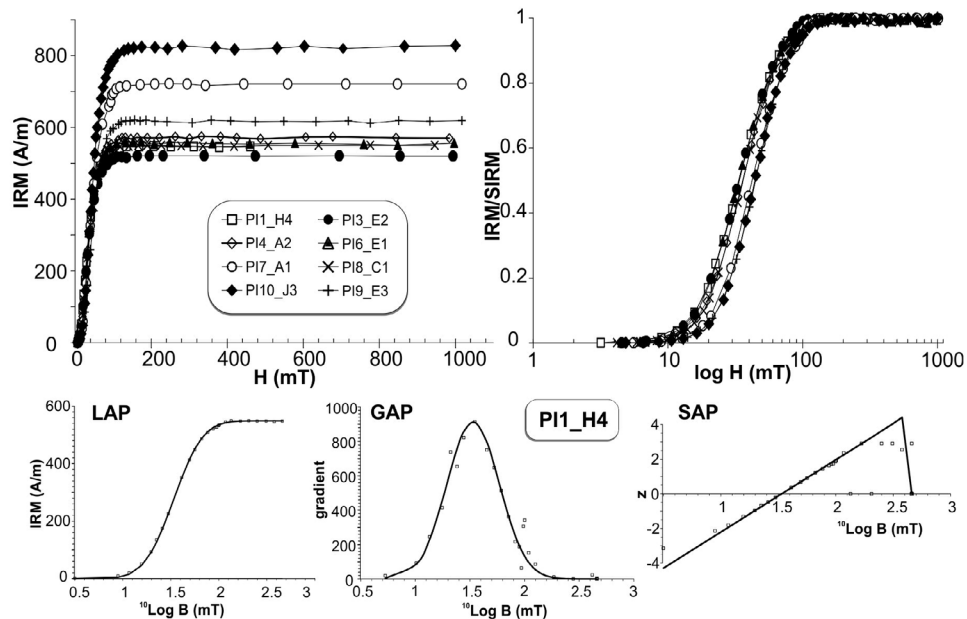 IRM (A/m)
800
600
400
200
0
0
200
400
600
800
1000
H (mT)
PI1_H4
PI3_E2
PI4_A2
PI6_E1
PI7_A1
PI8_C1
PI10_J3
PI9_E3
IRM/SIRM
1
0.8
0.6
0.4
0.2
0
1
10
100
1000
log H (mT)
LAP
IRM (A/m)
600
400
200
0
0.5
1
1.5
2
2.5
3
¹⁰Log B (mT)
GAP
PI1_H4
gradient
1000
800
600
400
200
0
0.5
1
1.5
2
2.5
3
¹⁰Log B (mT)
SAP
z
4
2
0
-2
-4
1
1.5
2
2.5
3
¹⁰Log B (mT)